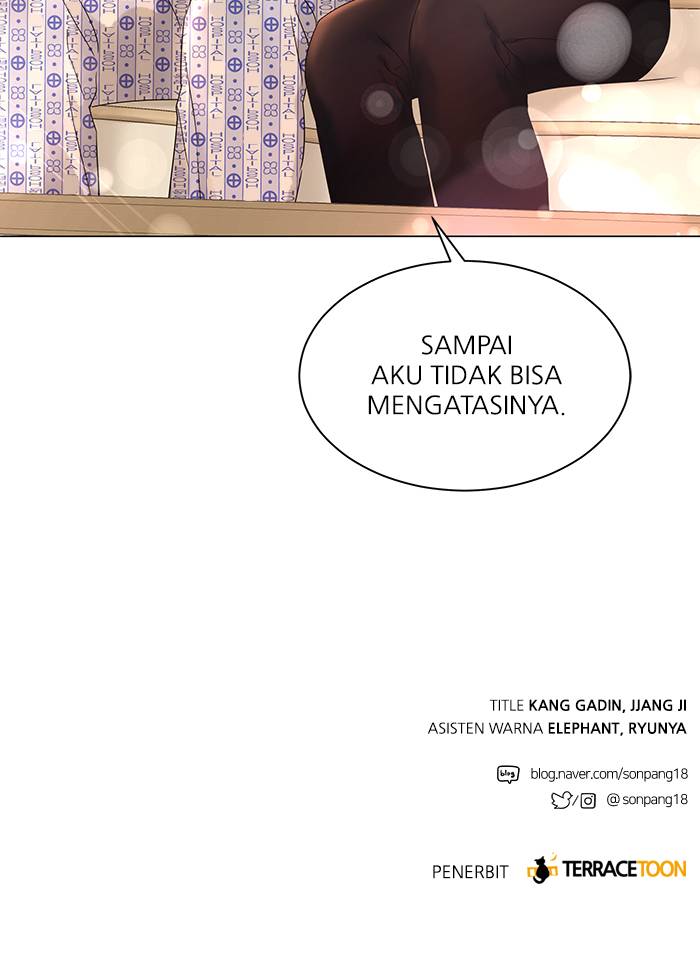 SAMPAI
AKU TIDAK BISA
MENGATASINYA.
TITLE KANG GADIN, JJANG JI
ASISTEN WARNA ELEPHANT, RYUNYA
blog blog.naver.com/sonpang18
/ @sonpang18
PENERBIT TERRACETOON